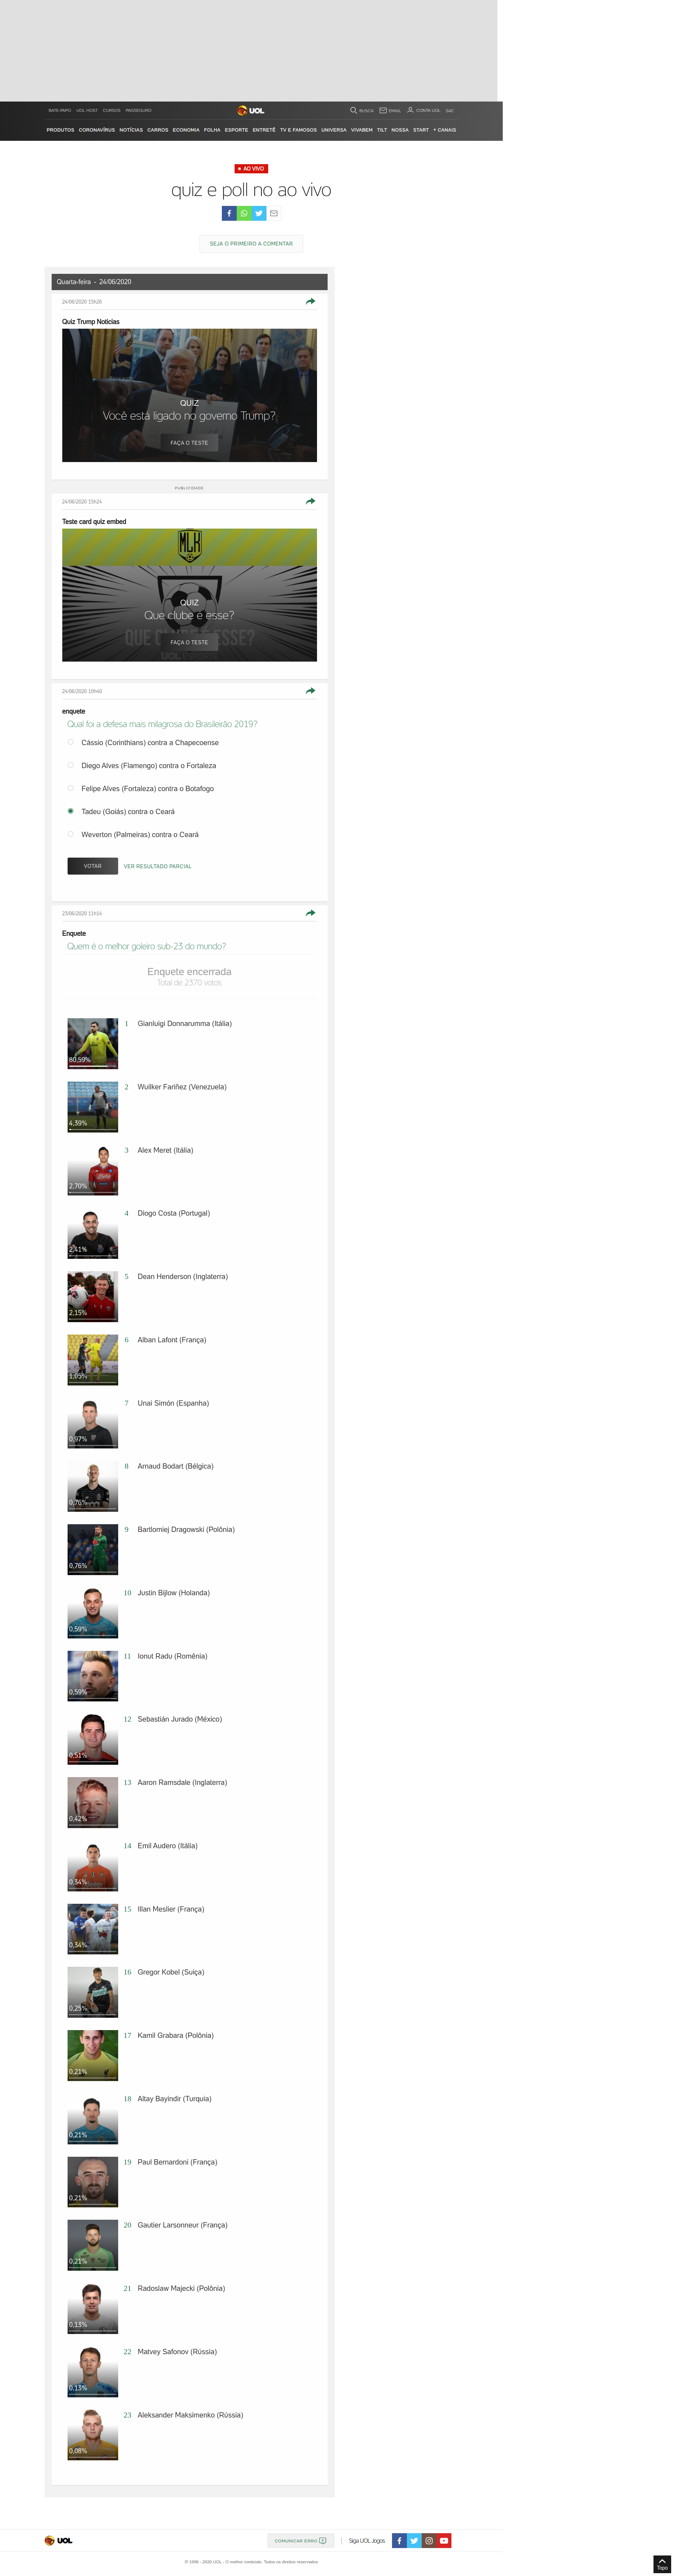 BATE-PAPO UOL HOST CURSOS PAGSEGURO
UOL
BUSCA EMAIL CONTA UOL SAC
PRODUTOS CORONAVÍRUS NOTÍCIAS CARROS ECONOMIA FOLHA ESPORTE ENTRETÊ TV E FAMOSOS UNIVERSA VIVABEM TILT NOSSA START + CANAIS
AO VIVO
quiz e poll no ao vivo
SEJA O PRIMEIRO A COMENTAR
Quarta-feira - 24/06/2020
24/06/2020 15h26
Quiz Trump Notícias
QUIZ
Você está ligado no governo Trump?
FAÇA O TESTE
PUBLICIDADE
24/06/2020 15h24
Teste card quiz embed
MLK
QUIZ
Que clube é esse?
QUE CLUBE É ESSE?
FAÇA O TESTE
24/06/2020 10h40
enquete
Qual foi a defesa mais milagrosa do Brasileirão 2019?
Cássio (Corinthians) contra a Chapecoense
Diego Alves (Flamengo) contra o Fortaleza
Felipe Alves (Fortaleza) contra o Botafogo
Tadeu (Goiás) contra o Ceará
Weverton (Palmeiras) contra o Ceará
VOTAR
VER RESULTADO PARCIAL
23/06/2020 11h14
Enquete
Quem é o melhor goleiro sub-23 do mundo?
Enquete encerrada
Total de 2370 votos
1 Gianluigi Donnarumma (Itália)
80,59%
2 Wuilker Fariñez (Venezuela)
4,39%
3 Alex Meret (Itália)
2,70%
4 Diogo Costa (Portugal)
2,41%
5 Dean Henderson (Inglaterra)
2,15%
6 Alban Lafont (França)
1,05%
7 Unai Simón (Espanha)
0,97%
8 Arnaud Bodart (Bélgica)
0,76%
9 Bartlomiej Dragowski (Polônia)
0,76%
10 Justin Bijlow (Holanda)
0,59%
11 Ionut Radu (Romênia)
0,59%
12 Sebastián Jurado (México)
0,51%
13 Aaron Ramsdale (Inglaterra)
0,42%
14 Emil Audero (Itália)
0,34%
15 Illan Meslier (França)
0,34%
16 Gregor Kobel (Suíça)
0,25%
17 Kamil Grabara (Polônia)
0,21%
18 Altay Bayindir (Turquia)
0,21%
19 Paul Bernardoni (França)
0,21%
20 Gautier Larsonneur (França)
0,21%
21 Radoslaw Majecki (Polônia)
0,13%
22 Matvey Safonov (Rússia)
0,13%
23 Aleksander Maksimenko (Rússia)
0,08%
UOL
COMUNICAR ERRO
Siga UOL Jogos
© 1996 - 2020 UOL - O melhor conteúdo. Todos os direitos reservados.
Topo